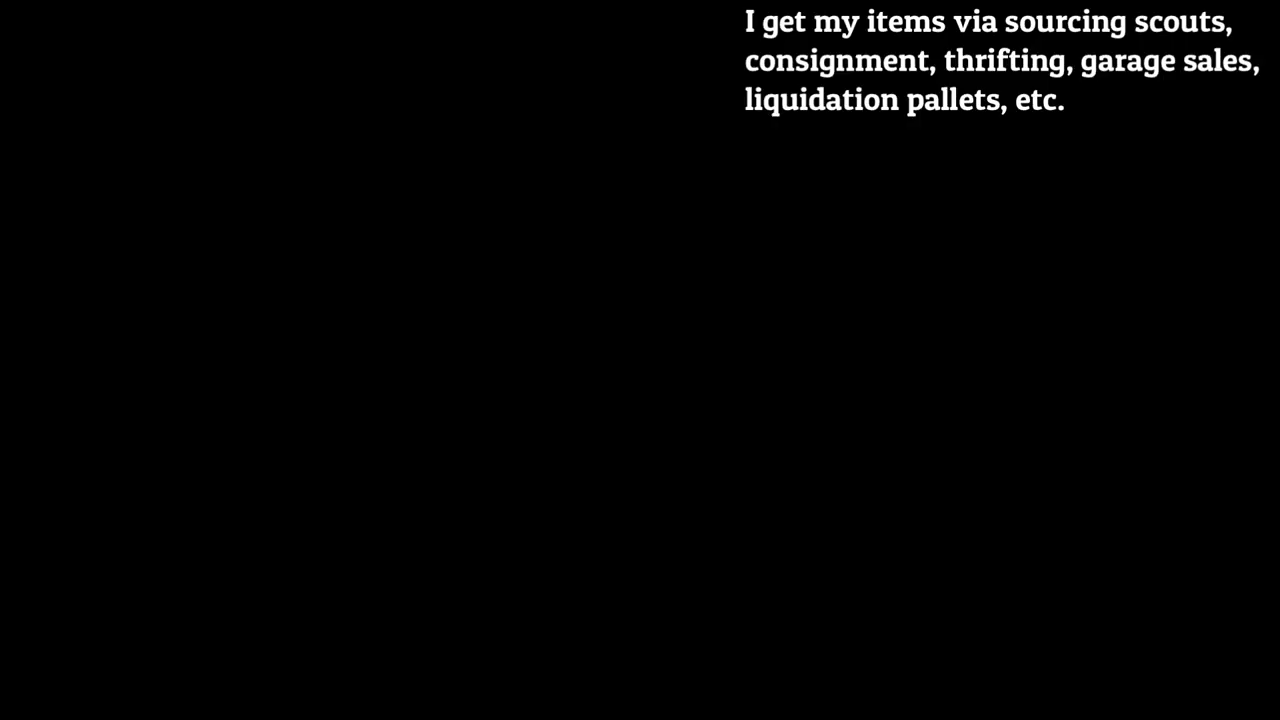 I get my items via sourcing scouts,
consignment, thrifting, garage sales,
liquidation pallets, etc.